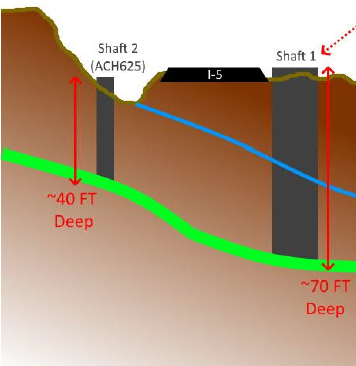 Shaft 2
(ACH625)
Shaft 1
I-5
~40 FT
Deep
~70 FT
Deep